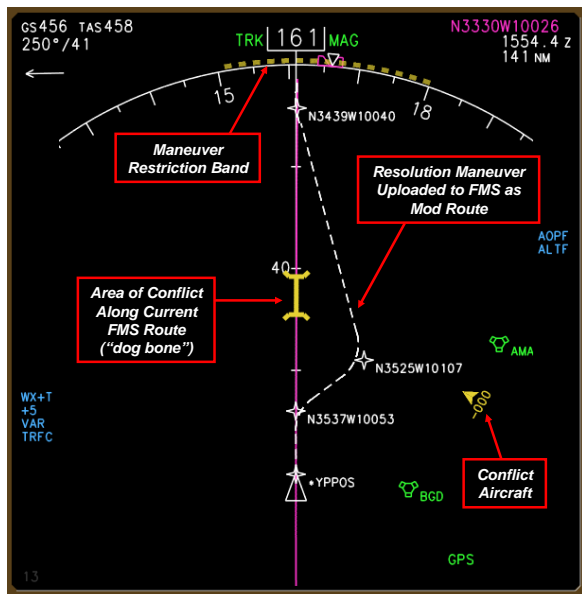 GS456 TAS458
250°/41
TRK 161 MAG
N3330W10026
1554.4 Z
141 NM
15
18
N3439W10040
Maneuver
Restriction Band
Resolution Maneuver
Uploaded to FMS as
Mod Route
AOPF
ALTF
40
Area of Conflict
Along Current
FMS Route
(“dog bone”)
AMA
N3525W10107
WX+T
+5
VAR
TRFC
-000
N3537W10053
Conflict
Aircraft
*YPPOS
BGD
GPS
13